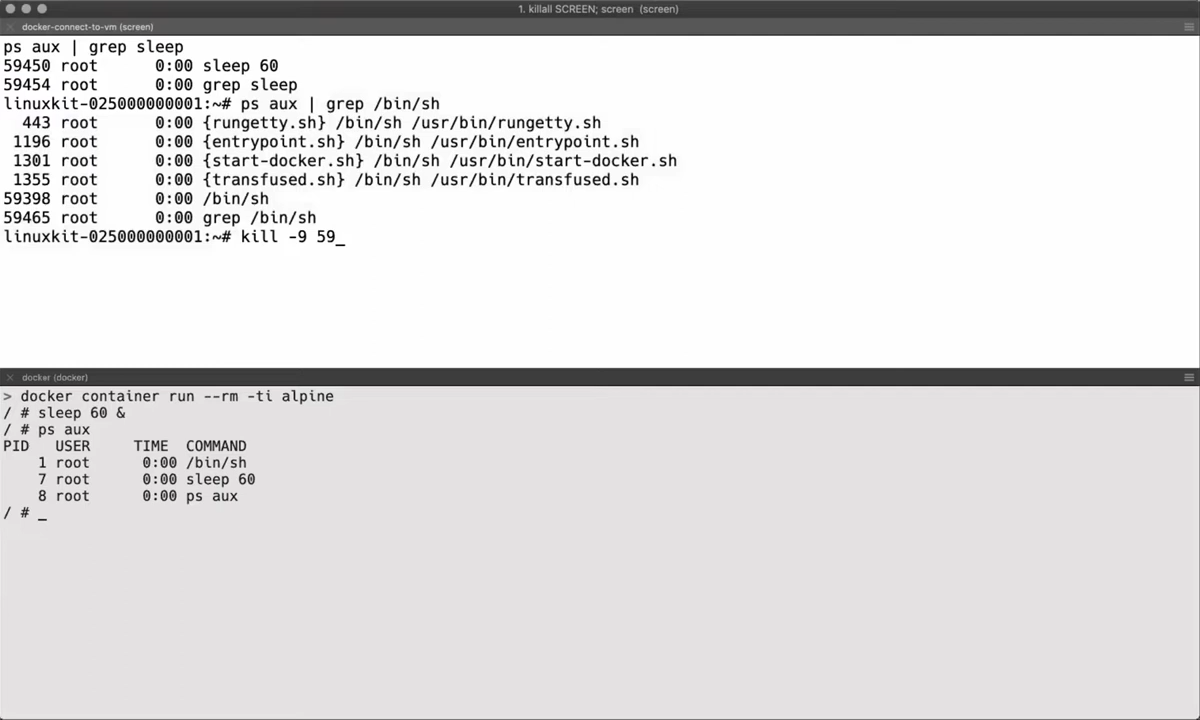 1. killall SCREEN; screen (screen)
docker-connect-to-vm (screen)
ps aux | grep sleep
59450 root      0:00 sleep 60
59454 root      0:00 grep sleep
linuxkit-025000000001:~# ps aux | grep /bin/sh
  443 root      0:00 {rungetty.sh} /bin/sh /usr/bin/rungetty.sh
 1196 root      0:00 {entrypoint.sh} /bin/sh /usr/bin/entrypoint.sh
 1301 root      0:00 {start-docker.sh} /bin/sh /usr/bin/start-docker.sh
 1355 root      0:00 {transfused.sh} /bin/sh /usr/bin/transfused.sh
59398 root      0:00 /bin/sh
59465 root      0:00 grep /bin/sh
linuxkit-025000000001:~# kill -9 59_
docker (docker)
> docker container run --rm -ti alpine
/ # sleep 60 &
/ # ps aux
PID   USER     TIME  COMMAND
    1 root      0:00 /bin/sh
    7 root      0:00 sleep 60
    8 root      0:00 ps aux
/ # _